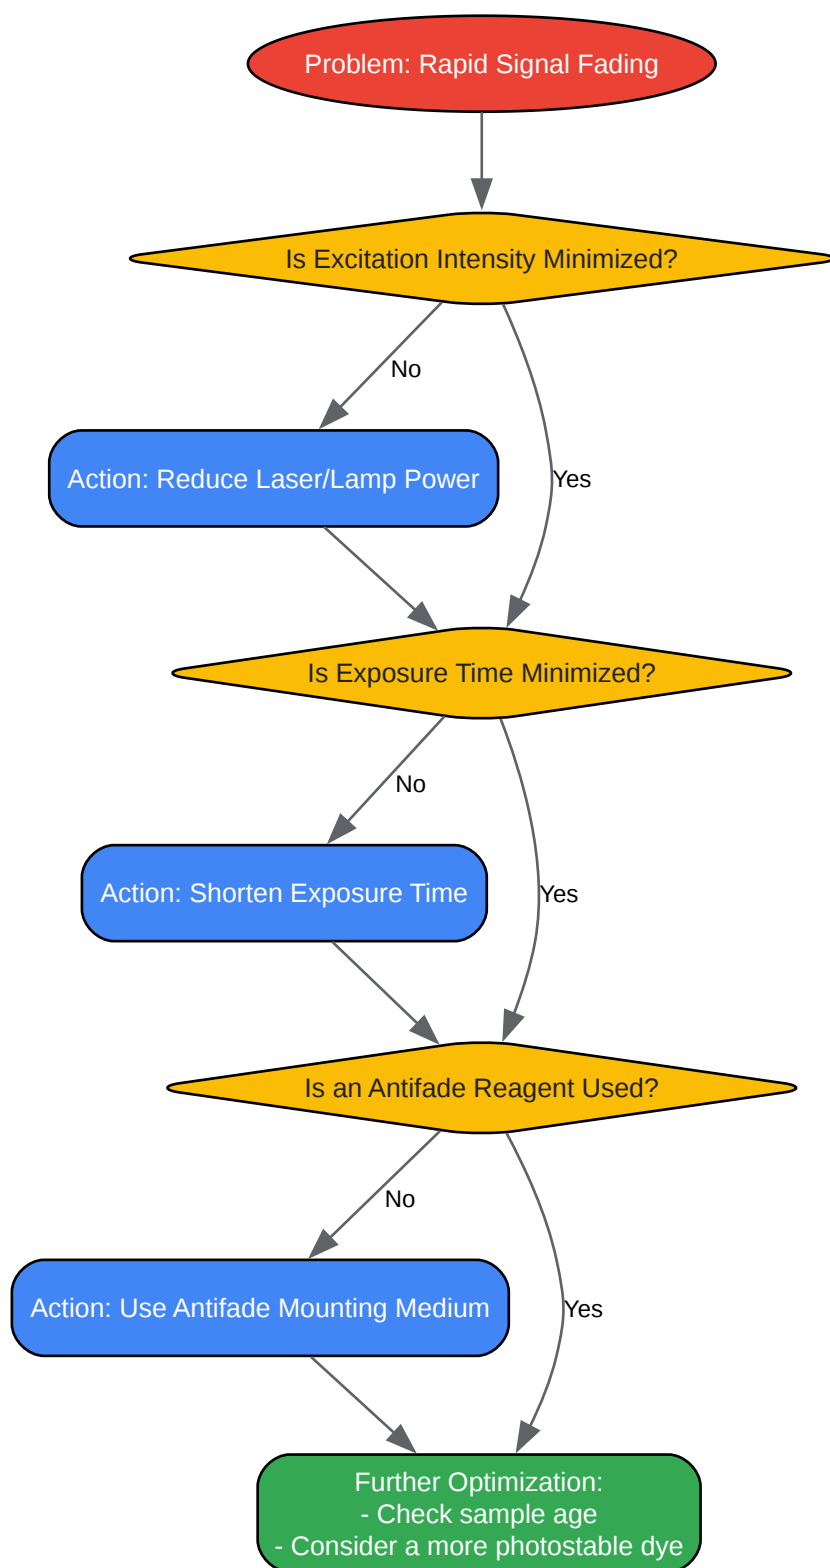 Problem: Rapid Signal Fading
Is Excitation Intensity Minimized?
No
Action: Reduce Laser/Lamp Power
Yes
Is Exposure Time Minimized?
No
Action: Shorten Exposure Time
Yes
Is an Antifade Reagent Used?
No
Action: Use Antifade Mounting Medium
Yes
Further Optimization:
- Check sample age
- Consider a more photostable dye